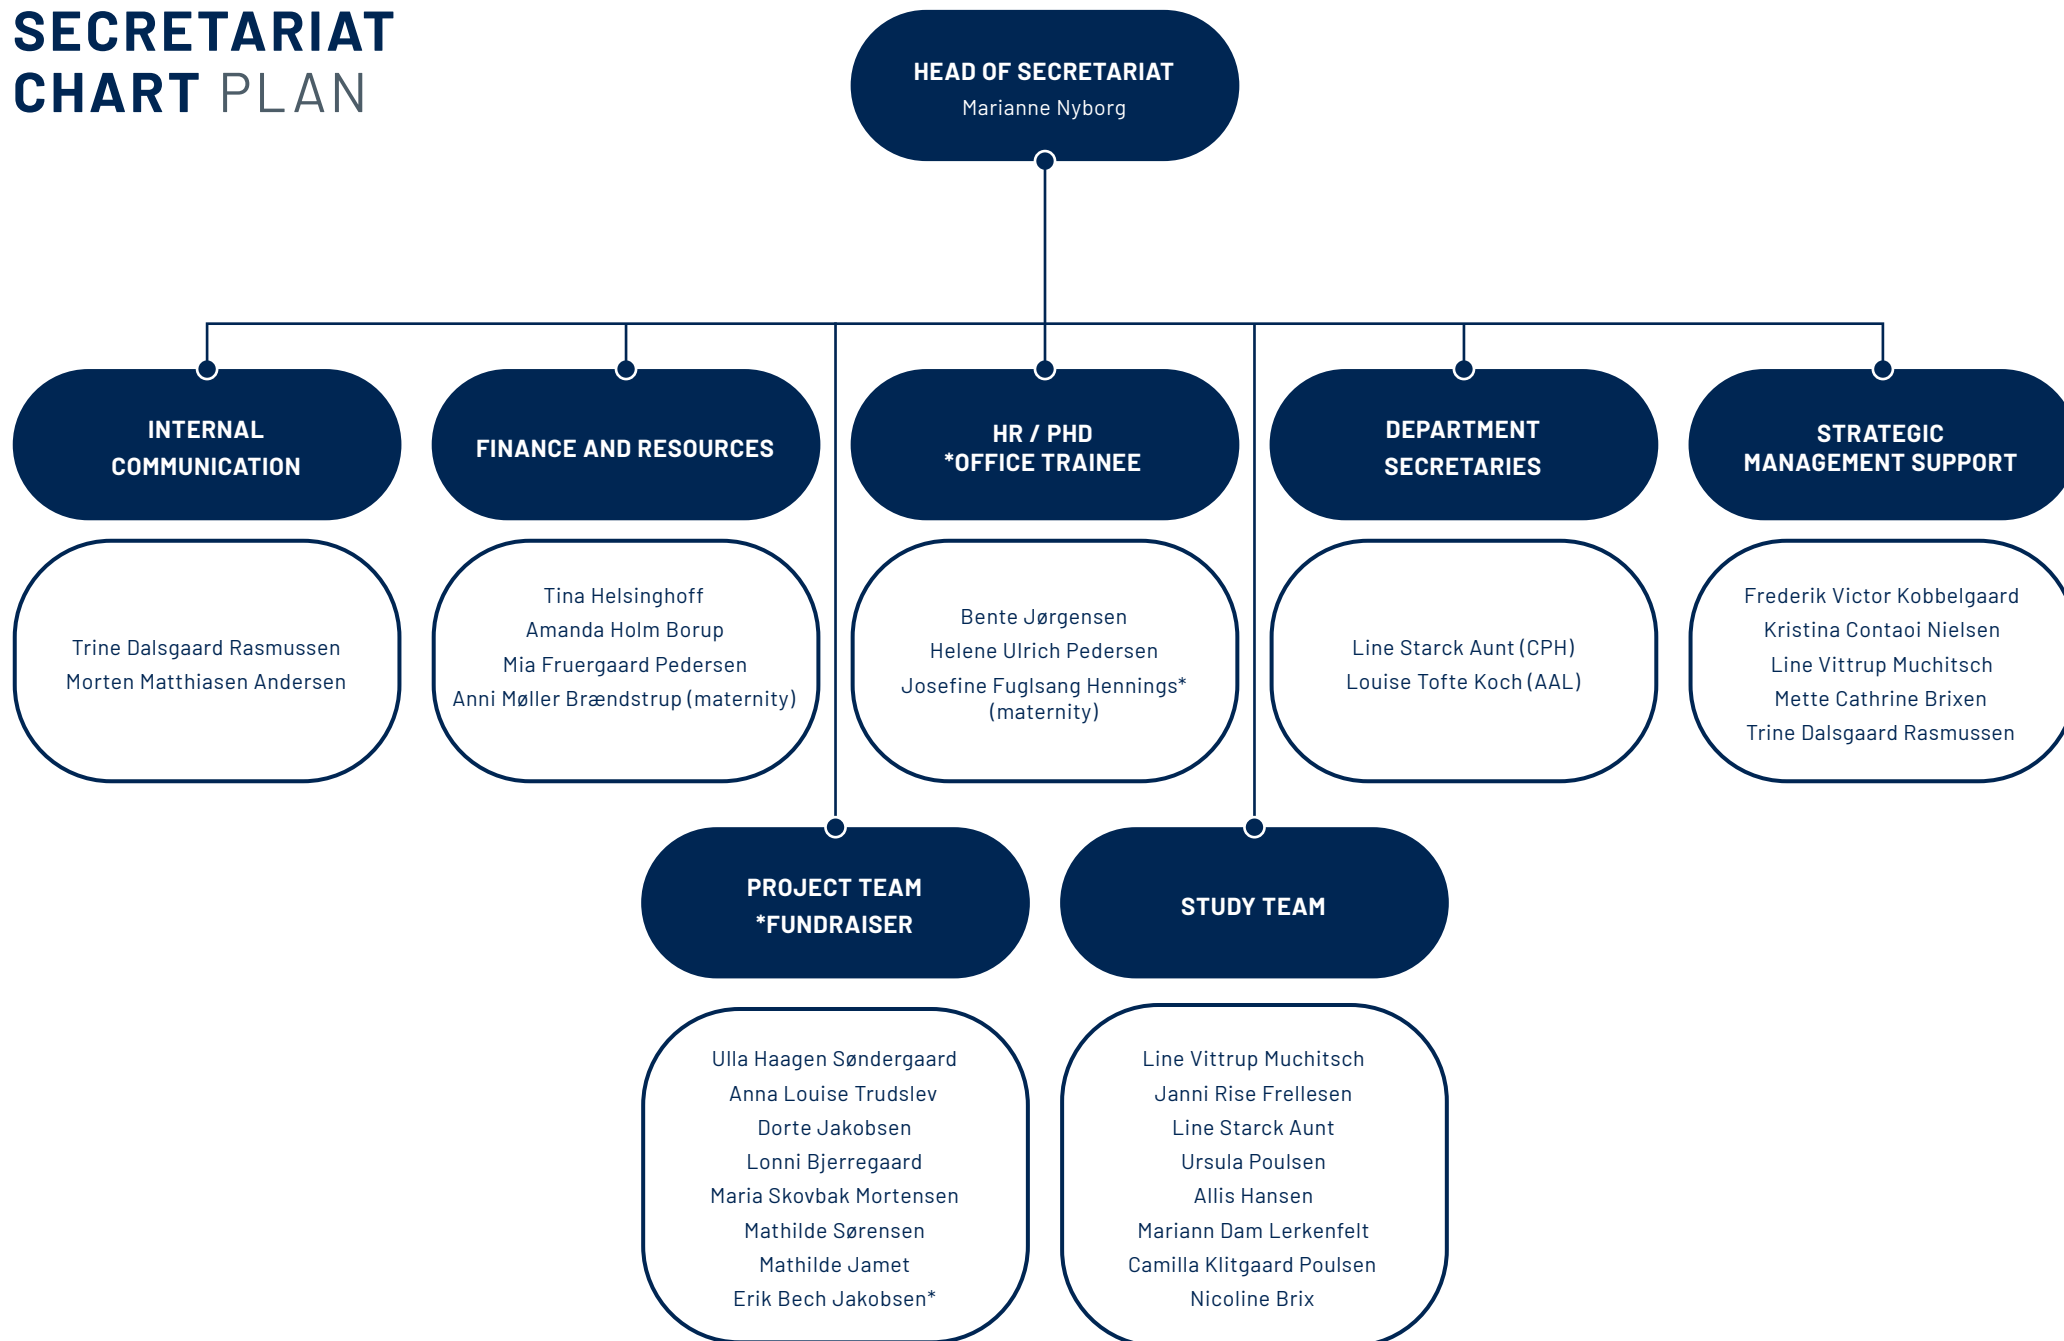 SECRETARIAT
CHART PLAN
HEAD OF SECRETARIAT
Marianne Nyborg
INTERNAL
COMMUNICATION
Trine Dalsgaard Rasmussen
Morten Matthiasen Andersen
FINANCE AND RESOURCES
Tina Helsinghoff
Amanda Holm Borup
Mia Fruergaard Pedersen
Anni Møller Brændstrup (maternity)
HR / PHD
*OFFICE TRAINEE
Bente Jørgensen
Helene Ulrich Pedersen
Josefine Fuglsang Hennings*
(maternity)
DEPARTMENT
SECRETARIES
Line Starck Aunt (CPH)
Louise Tofte Koch (AAL)
STRATEGIC
MANAGEMENT SUPPORT
Frederik Victor Kobbelgaard
Kristina Contaoi Nielsen
Line Vittrup Muchitsch
Mette Cathrine Brixen
Trine Dalsgaard Rasmussen
PROJECT TEAM
*FUNDRAISER
Ulla Haagen Søndergaard
Anna Louise Trudslev
Dorte Jakobsen
Lonni Bjerregaard
Maria Skovbak Mortensen
Mathilde Sørensen
Mathilde Jamet
Erik Bech Jakobsen*
STUDY TEAM
Line Vittrup Muchitsch
Janni Rise Frellesen
Line Starck Aunt
Ursula Poulsen
Allis Hansen
Mariann Dam Lerkenfelt
Camilla Klitgaard Poulsen
Nicoline Brix